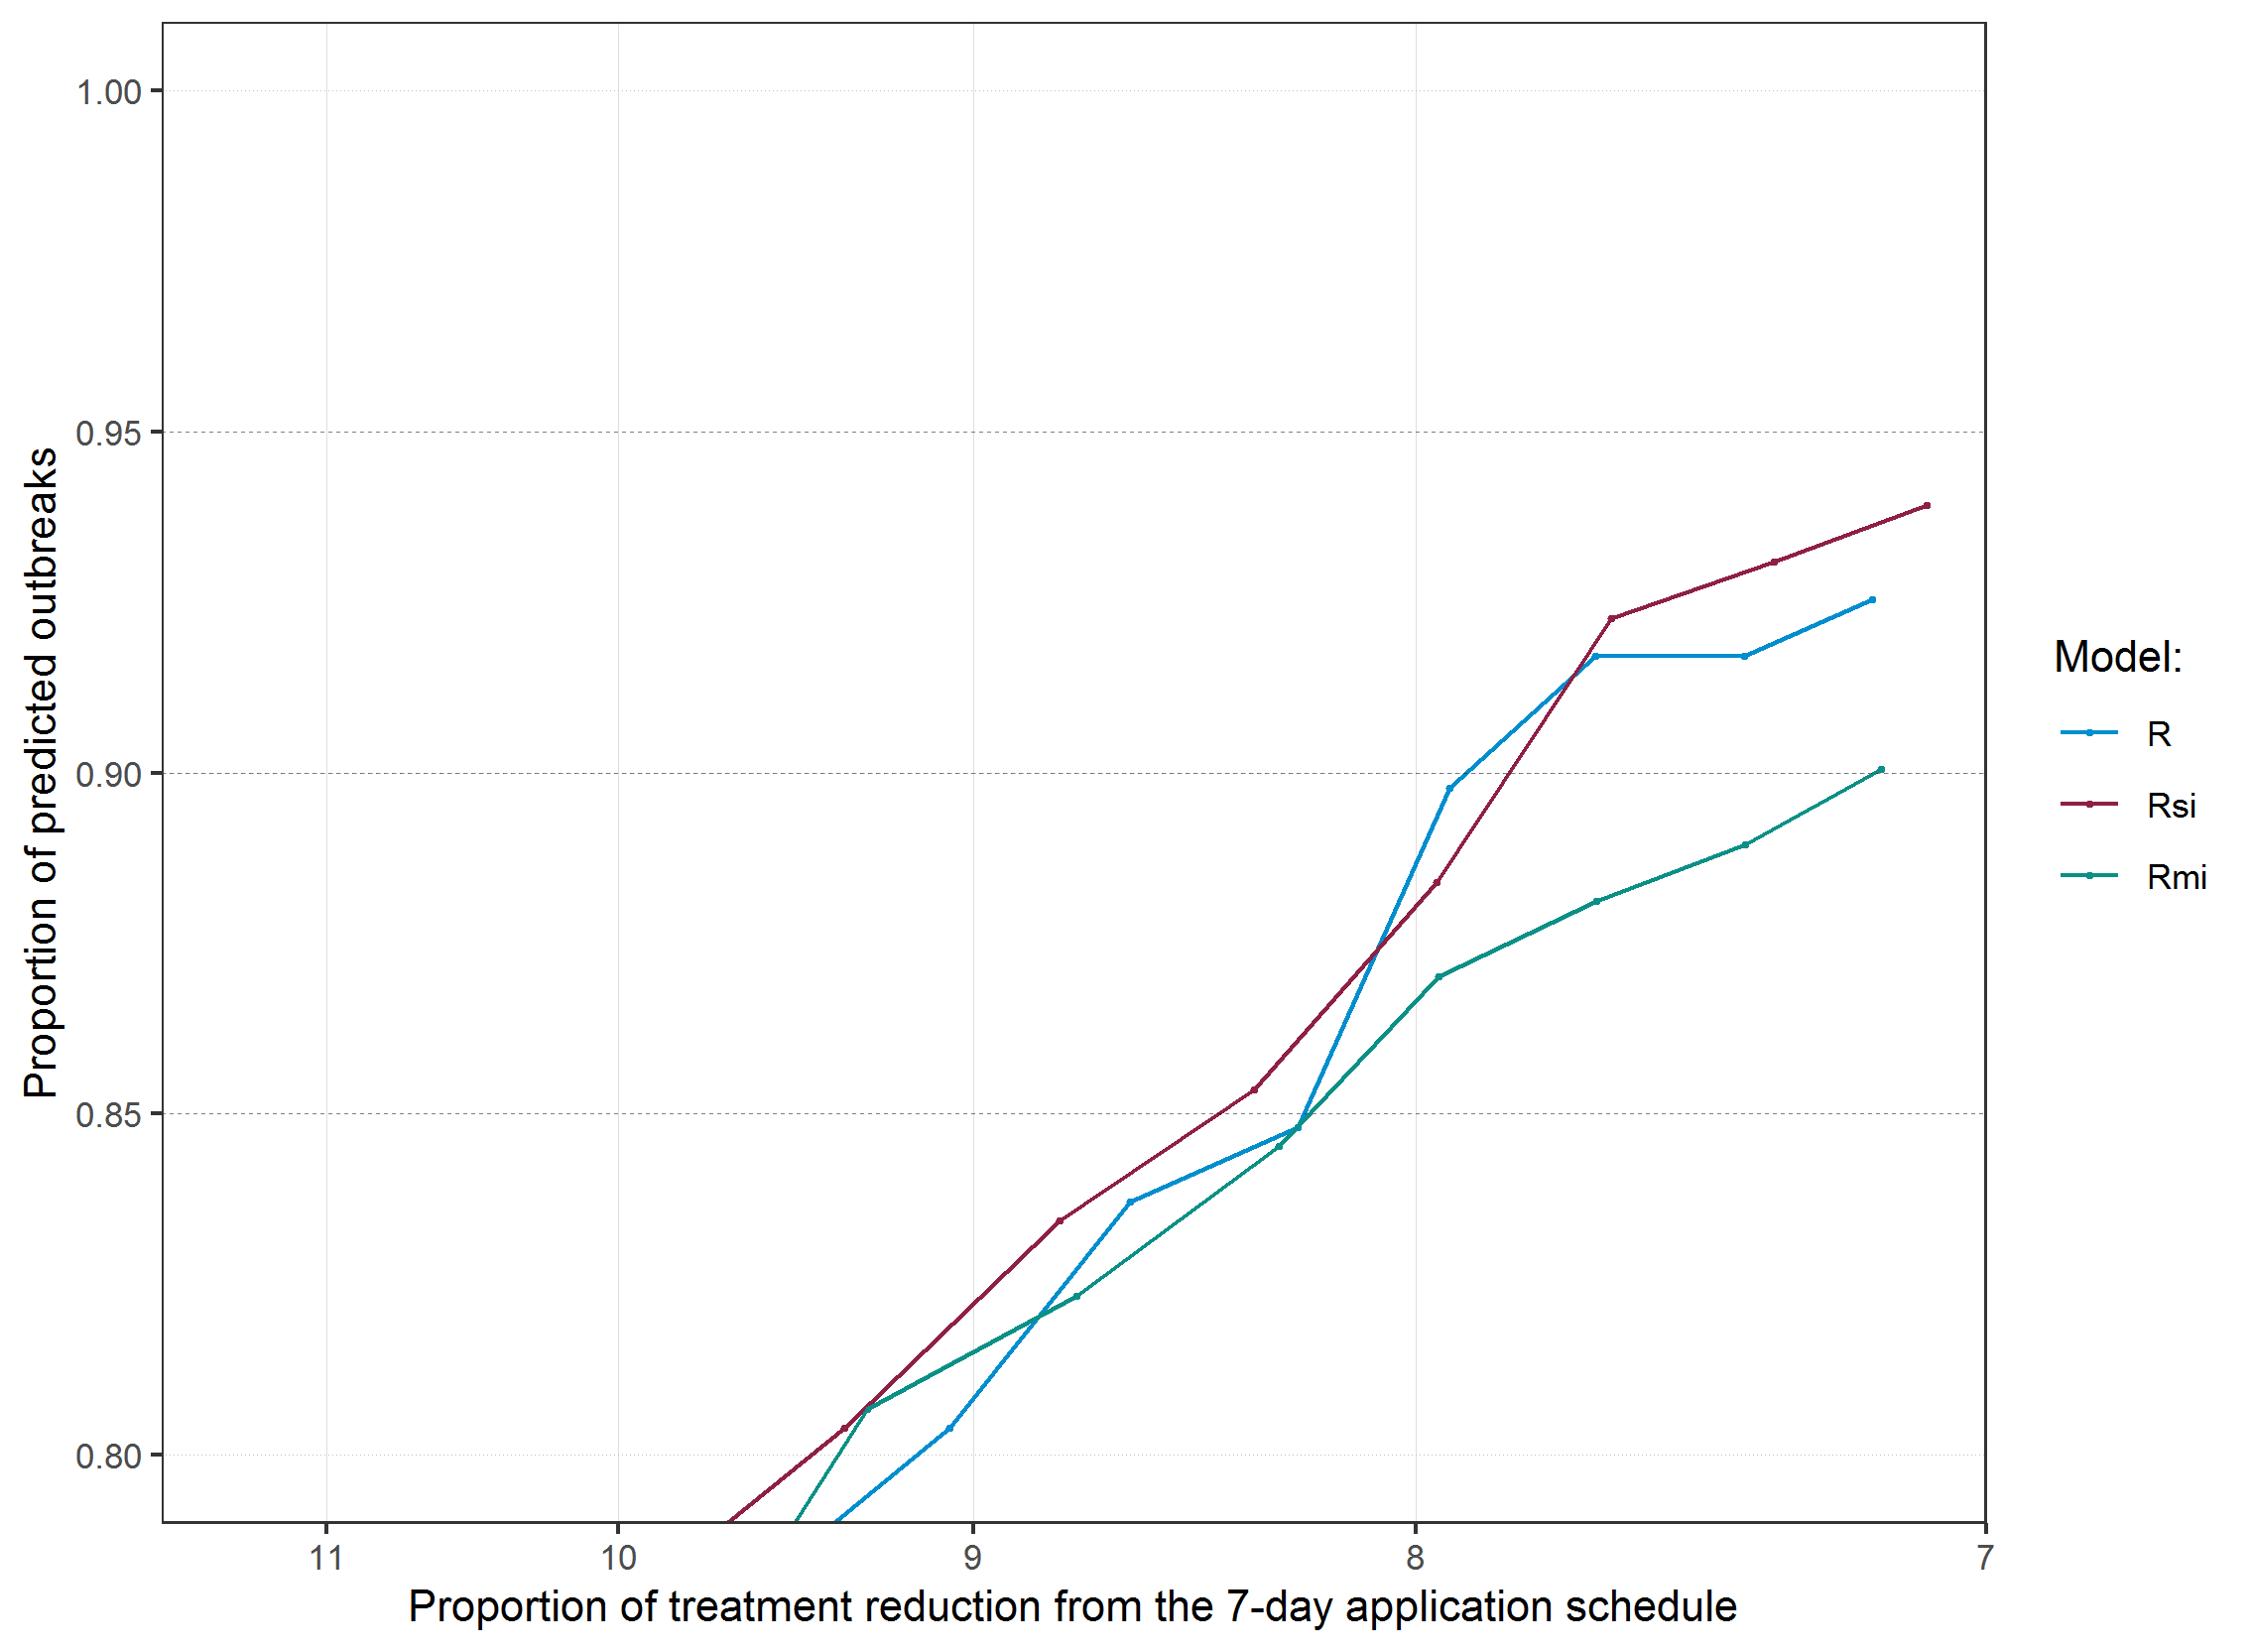 Proportion of predicted outbreaks
1.00
0.95
0.90
0.85
0.80
11 10 9 8 7
Proportion of treatment reduction from the 7-day application schedule
Model:
R
Rsi
Rmi